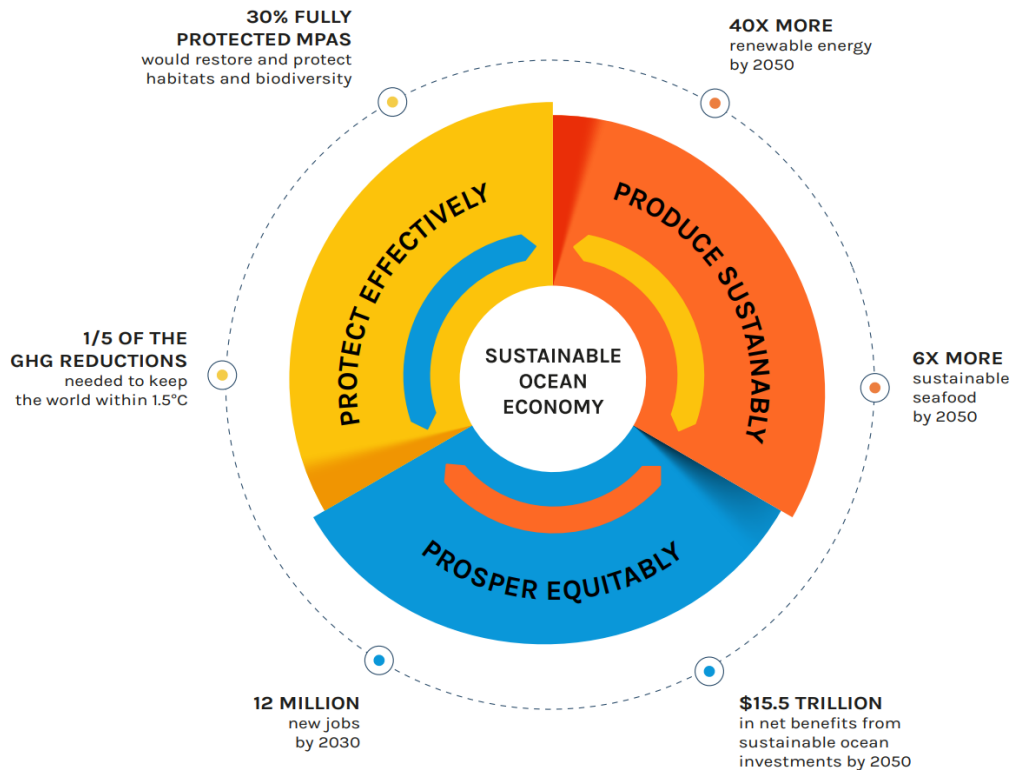 30% FULLY
PROTECTED MPAS
would restore and protect
habitats and biodiversity
40X MORE
renewable energy
by 2050
PROTECT EFFECTIVELY
PRODUCE SUSTAINABLY
1/5 OF THE
GHG REDUCTIONS
needed to keep
the world within 1.5°C
SUSTAINABLE
OCEAN
ECONOMY
6X MORE
sustainable
seafood
by 2050
PROSPER EQUITABLY
12 MILLION
new jobs
by 2030
$15.5 TRILLION
in net benefits from
sustainable ocean
investments by 2050